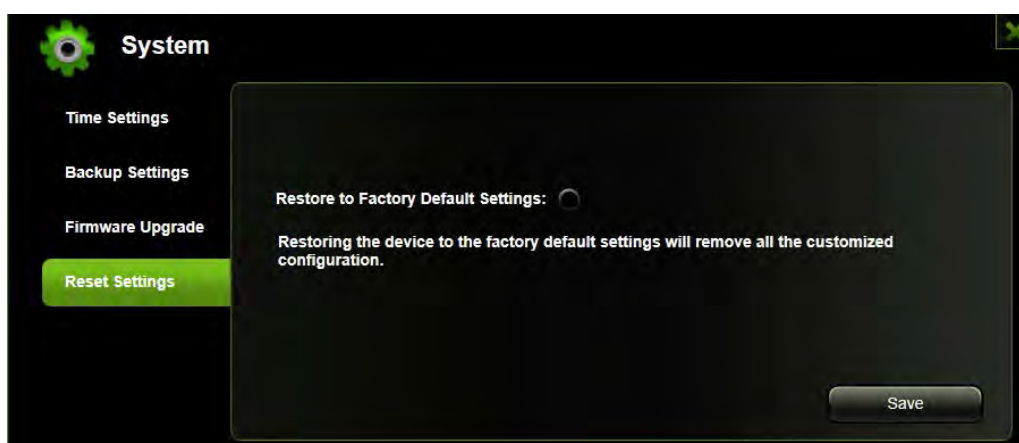 System
Time Settings
Backup Settings
Firmware Upgrade
Reset Settings
Restore to Factory Default Settings:
Restoring the device to the factory default settings will remove all the customized
configuration.
Save